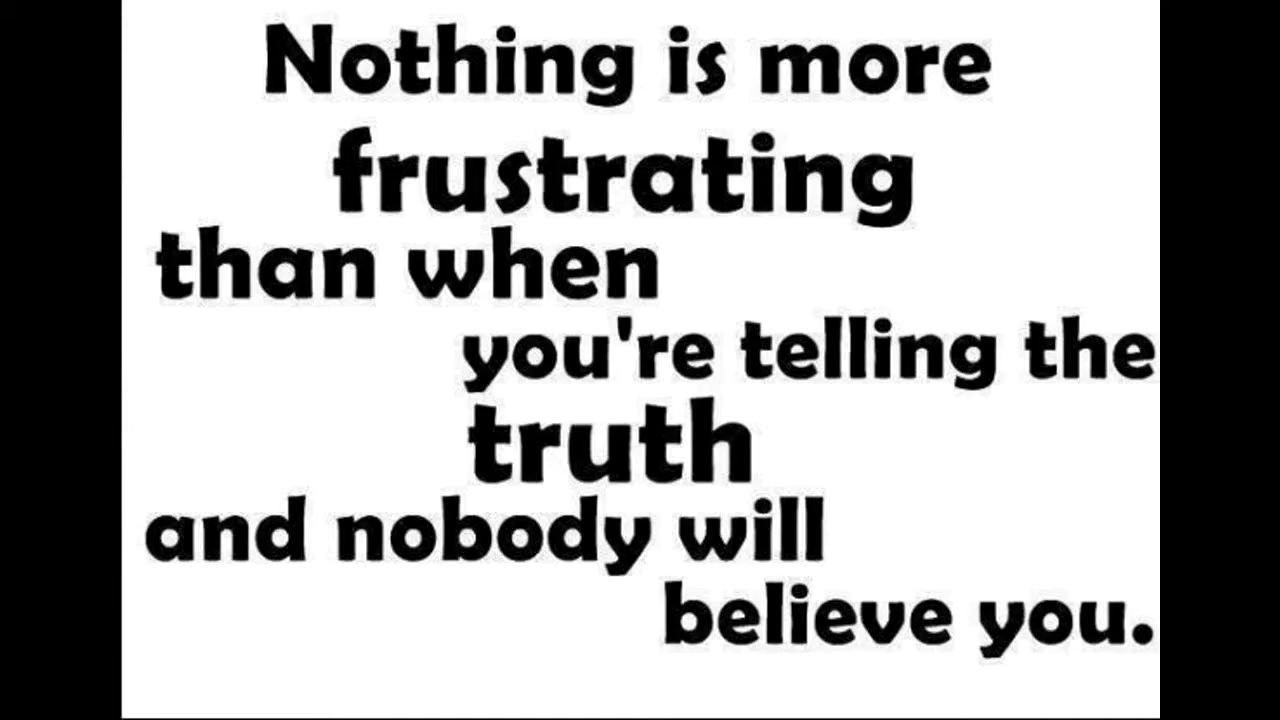 Nothing is more
frustrating
than when
you're telling the
truth
and nobody will
believe you.